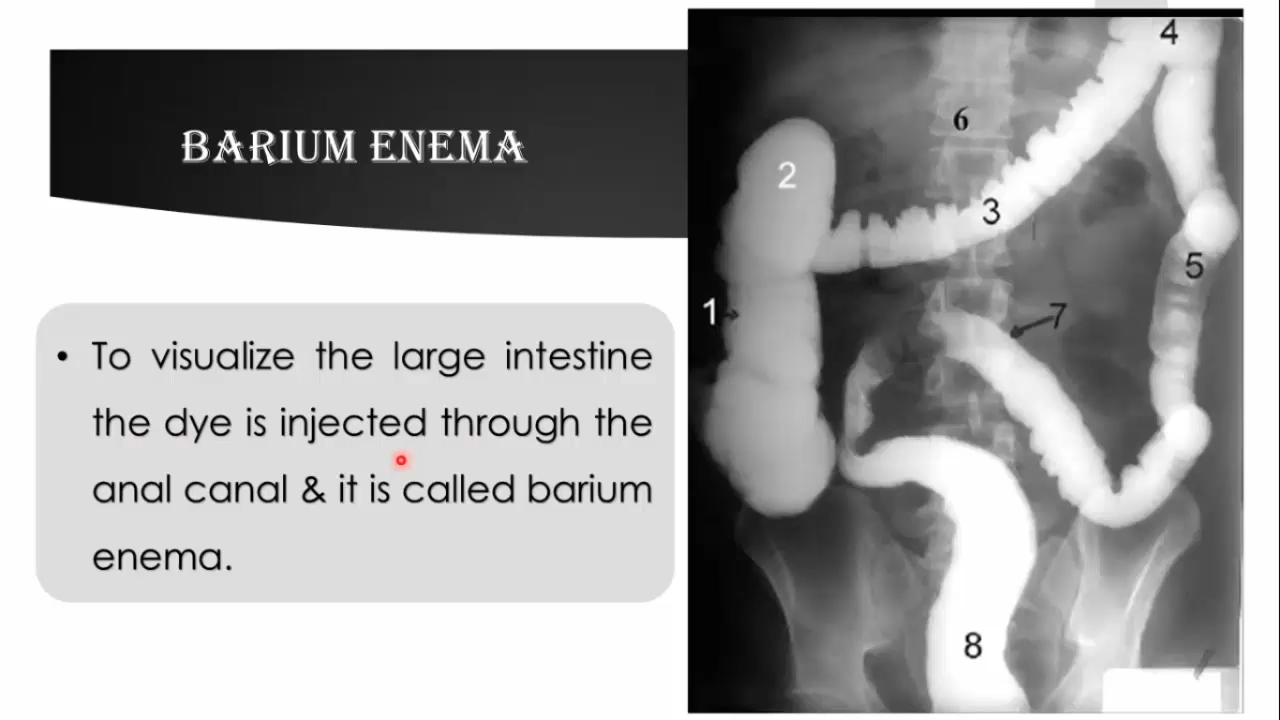 BARIUM ENEMA
• To visualize the large intestine
the dye is injected through the
anal canal & it is called barium
enema.
4
6
2
3
5
1
7
8